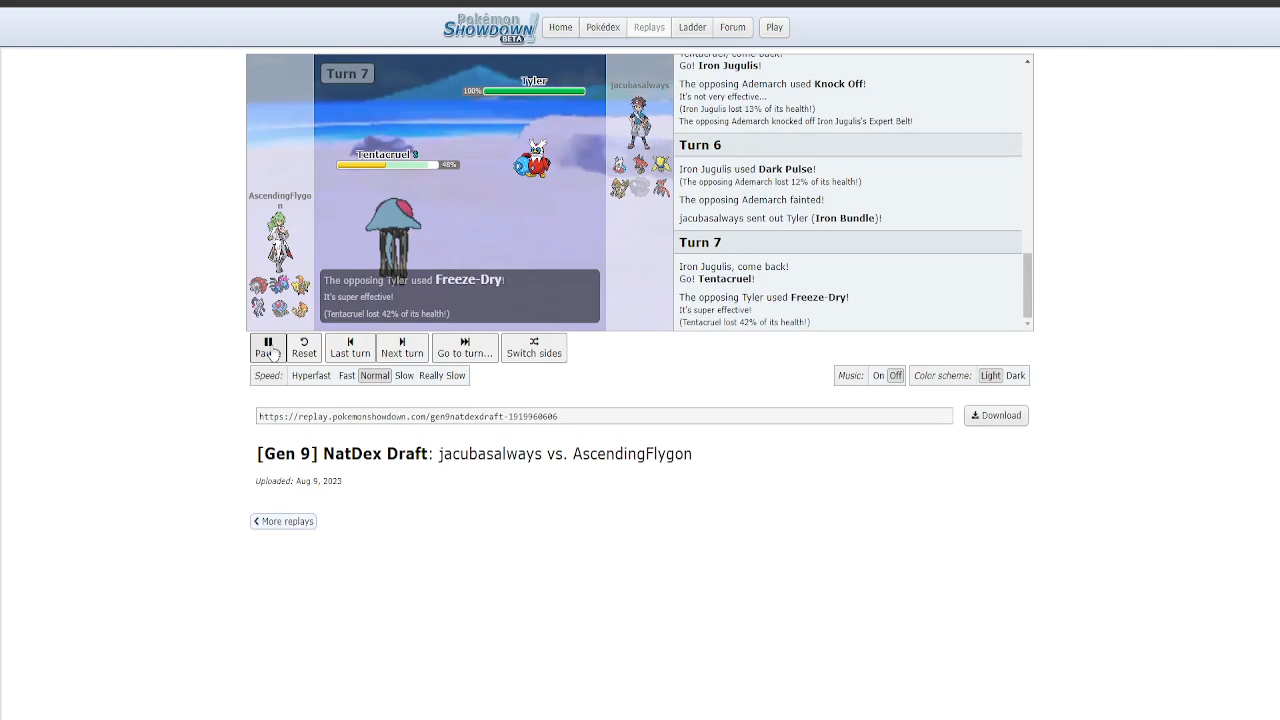 Pokémon
SHOWDOWN!
BETA
Home
Pokédex
Replays
Ladder
Forum
Play
Turn 7
Tyler
100%
Tentacruel
48%
AscendingFlygo
n
jacubasalways
The opposing Tyler used Freeze-Dry!
It's super effective!
(Tentacruel lost 42% of its health!)
Tentacruel, come back!
Go! Iron Jugulis!
The opposing Ademarch used Knock Off!
It's not very effective...
(Iron Jugulis lost 13% of its health!)
The opposing Ademarch knocked off Iron Jugulis's Expert Belt!
Turn 6
Iron Jugulis used Dark Pulse!
(The opposing Ademarch lost 12% of its health!)
The opposing Ademarch fainted!
jacubasalways sent out Tyler (Iron Bundle)!
Turn 7
Iron Jugulis, come back!
Go! Tentacruel!
The opposing Tyler used Freeze-Dry!
It's super effective!
(Tentacruel lost 42% of its health!)
Pause
Reset
Last turn
Next turn
Go to turn...
Switch sides
Speed: Hyperfast Fast Normal Slow Really Slow
Music: On Off
Color scheme: Light Dark
https://replay.pokemonshowdown.com/gen9natdexdraft-1919960606
Download
[Gen 9] NatDex Draft: jacubasalways vs. AscendingFlygon
Uploaded: Aug 9, 2023
More replays